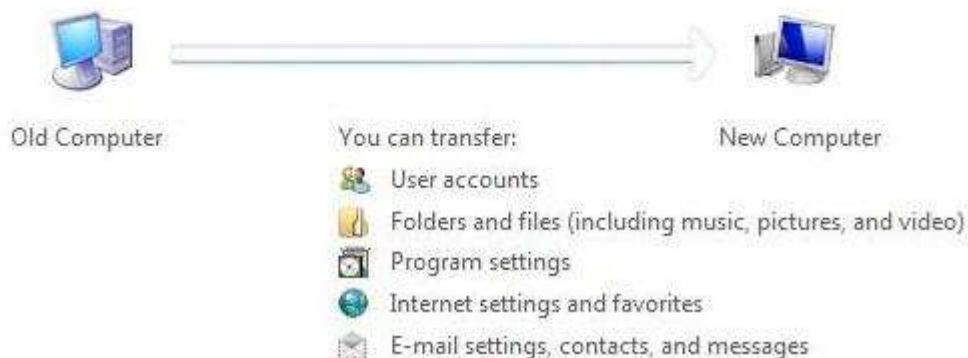 Old Computer
You can transfer:
New Computer
User accounts
Folders and files (including music, pictures, and video)
Program settings
Internet settings and favorites
E-mail settings, contacts, and messages